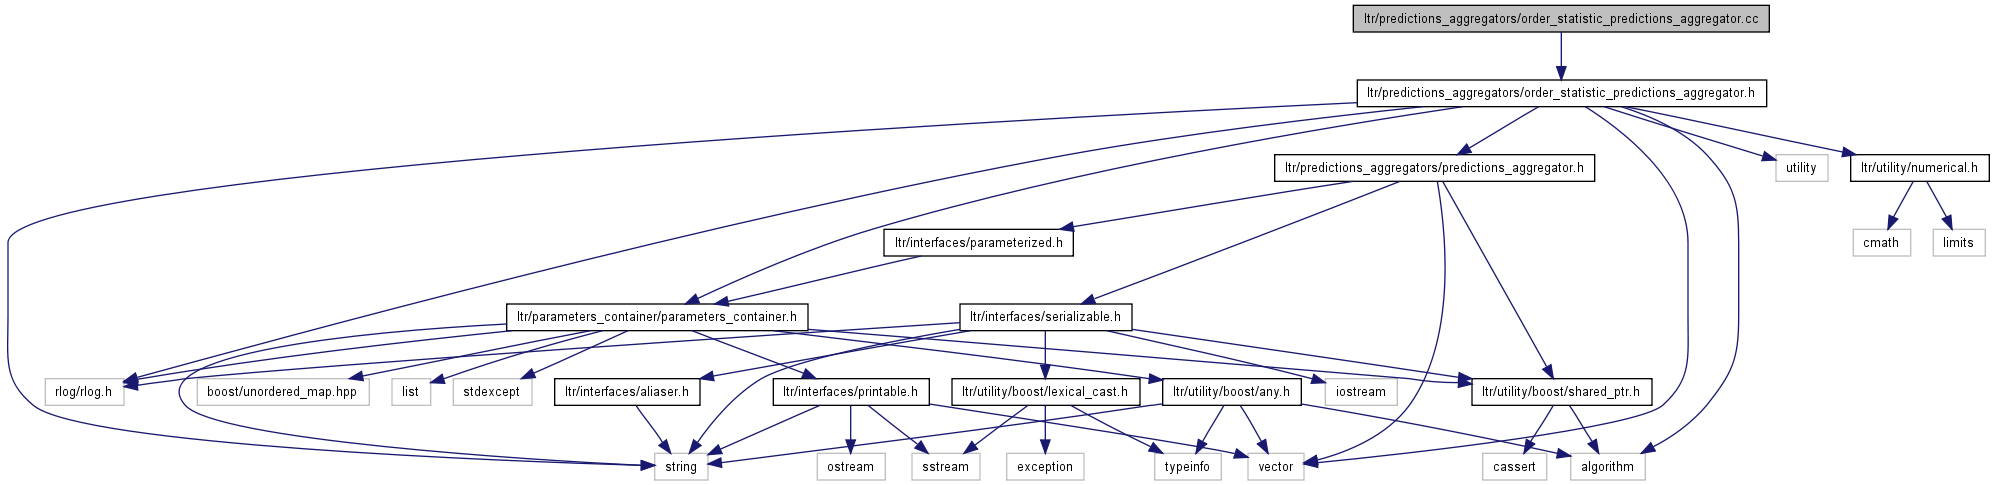 ltr/predictions_aggregators/order_statistic_predictions_aggregator.cc
ltr/predictions_aggregators/order_statistic_predictions_aggregator.h
ltr/predictions_aggregators/predictions_aggregator.h
utility
ltr/utility/numerical.h
ltr/interfaces/parameterized.h
cmath
limits
ltr/parameters_container/parameters_container.h
ltr/interfaces/serializable.h
rlog/rlog.h
boost/unordered_map.hpp
list
stdexcept
ltr/interfaces/aliaser.h
ltr/interfaces/printable.h
ltr/utility/boost/lexical_cast.h
ltr/utility/boost/any.h
iostream
ltr/utility/boost/shared_ptr.h
string
ostream
sstream
exception
typeinfo
vector
cassert
algorithm